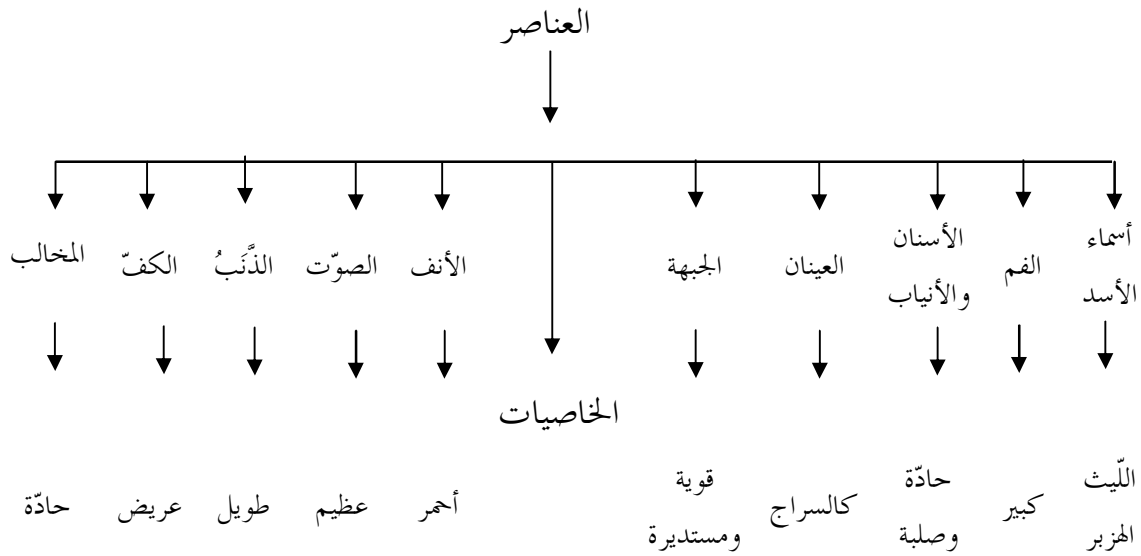 العناصر
أسماء
الأسد
الفم
الأسنان
والأنياب
العينان
الجبهة
الأنف
الصوّت
الذَّنَبُ
الكفّ
المخالب
الخاصيات
اللّيث
الهزبر
كبير
حادّة
وصلبة
كالسراج
قوية
ومستديرة
أحمر
عظيم
طويل
عريض
حادّة